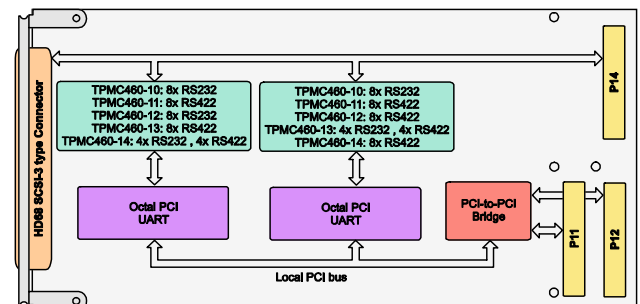 HD68 SCSI-3 type Connector
TPMC460-10: 8x RS232
TPMC460-11: 8x RS422
TPMC460-12: 8x RS232
TPMC460-13: 8x RS422
TPMC460-14: 4x RS232 , 4x RS422
TPMC460-10: 8x RS232
TPMC460-11: 8x RS422
TPMC460-12: 8x RS422
TPMC460-13: 4x RS232 , 4x RS422
TPMC460-14: 8x RS422
P14
Octal PCI
UART
Octal PCI
UART
PCI-to-PCI
Bridge
P11
P12
Local PCI bus